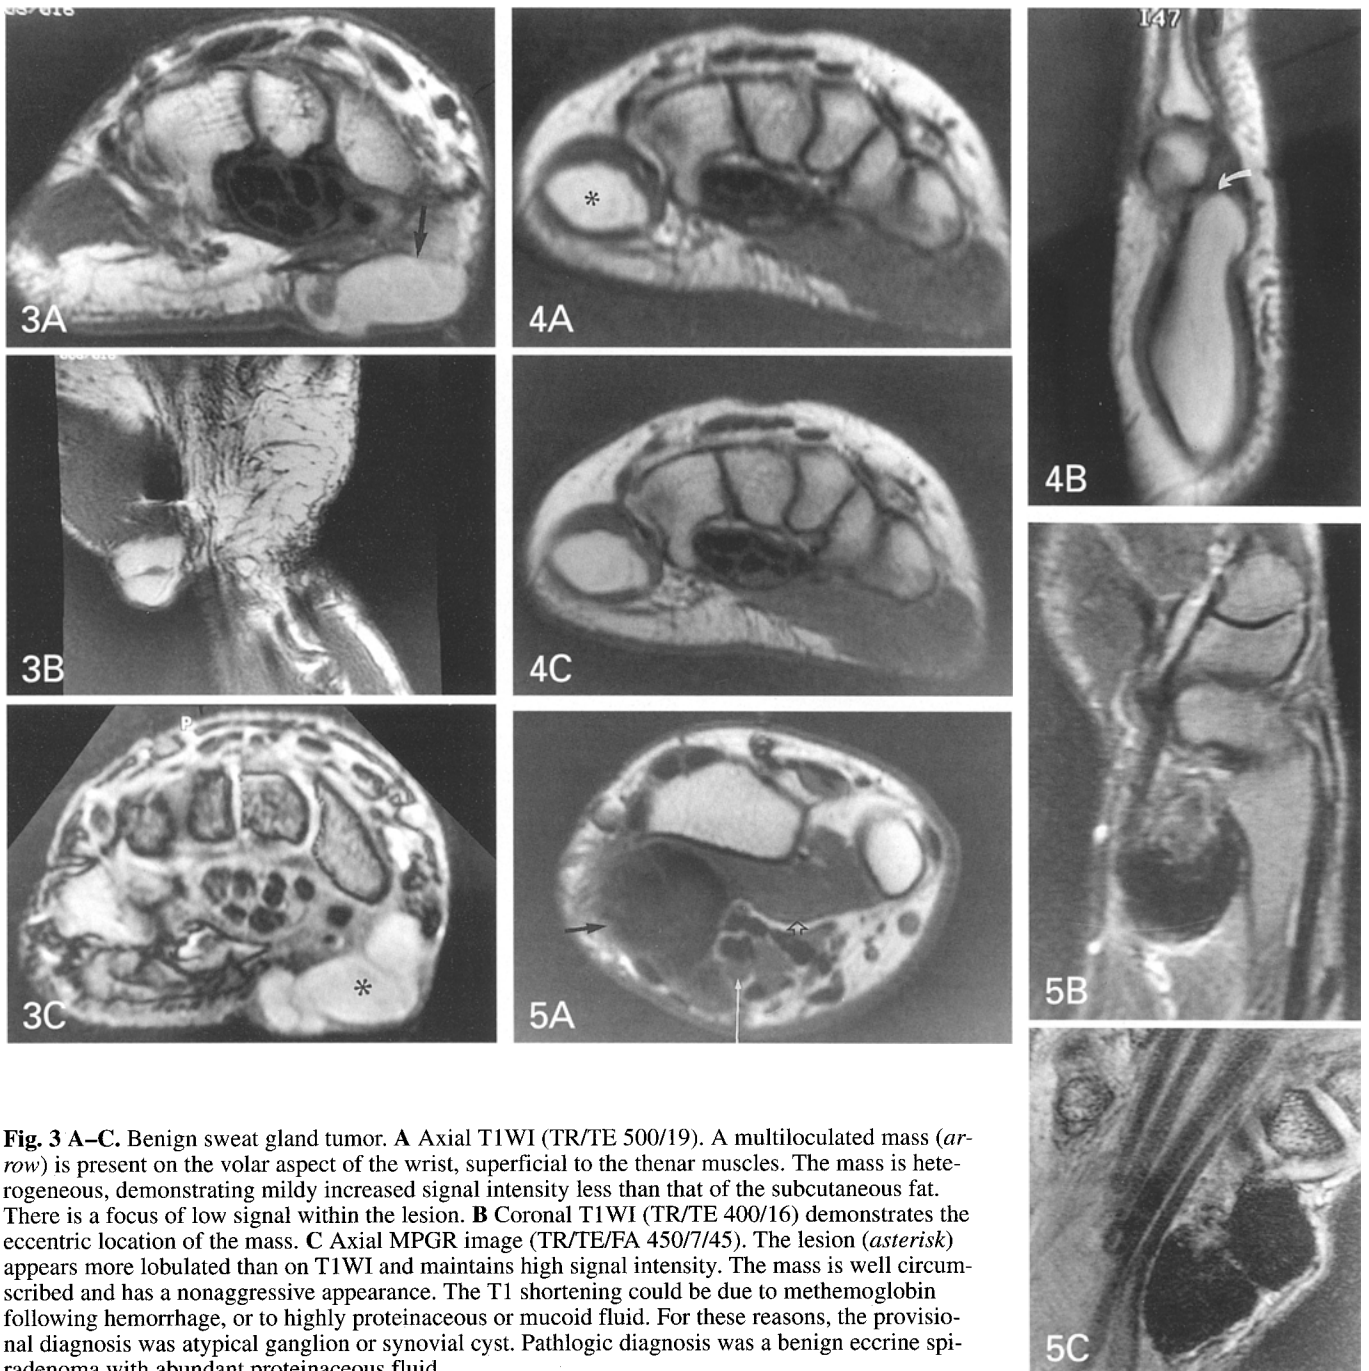 I47
3A
4A
4B
3B
4C
P
3C
5A
5B
5C
Fig. 3 A–C. Benign sweat gland tumor. A Axial T1WI (TR/TE 500/19). A multiloculated mass (ar-
row) is present on the volar aspect of the wrist, superficial to the thenar muscles. The mass is hete-
rogeneous, demonstrating mildly increased signal intensity less than that of the subcutaneous fat.
There is a focus of low signal within the lesion. B Coronal T1WI (TR/TE 400/16) demonstrates the
eccentric location of the mass. C Axial MPGR image (TR/TE/FA 450/7/45). The lesion (asterisk)
appears more lobulated than on T1WI and maintains high signal intensity. The mass is well circum-
scribed and has a nonaggressive appearance. The T1 shortening could be due to methemoglobin
following hemorrhage, or to highly proteinaceous or mucoid fluid. For these reasons, the provisio-
nal diagnosis was atypical ganglion or synovial cyst. Pathologic diagnosis was a benign eccrine spi-
radenoma with abundant proteinaceous fluid